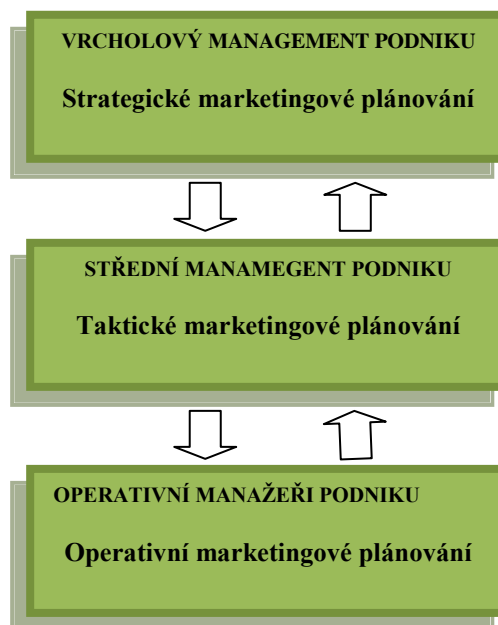 VRCHOLOVÝ MANAGEMENT PODNIKU
Strategické marketingové plánování
STŘEDNÍ MANAMEGENT PODNIKU
Taktické marketingové plánování
OPERATIVNÍ MANAŽEŘI PODNIKU
Operativní marketingové plánování